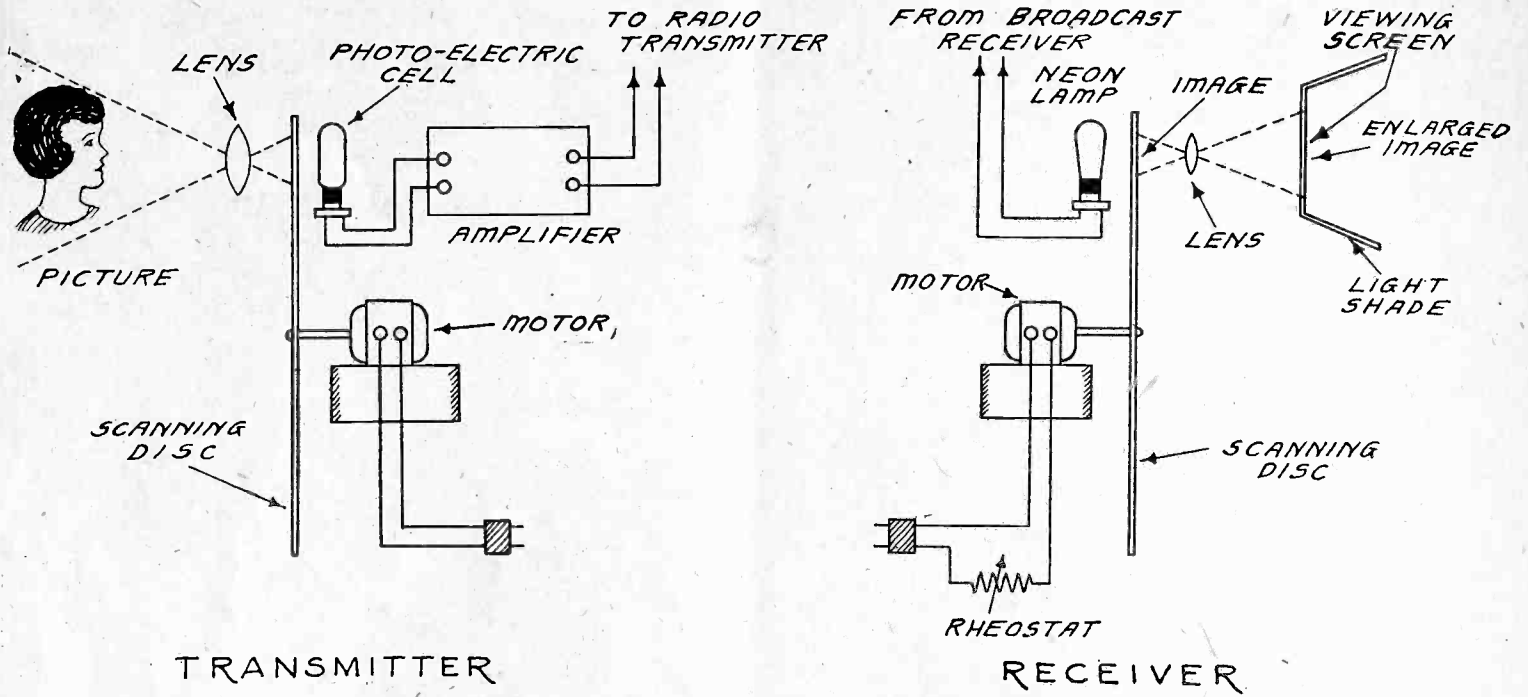 TO RADIO
TRANSMITTER
PHOTO-ELECTRIC
CELL
LENS
PICTURE
AMPLIFIER
MOTOR
SCANNING
DISC
TRANSMITTER
FROM BROADCAST
RECEIVER
NEON
LAMP
IMAGE
VIEWING
SCREEN
ENLARGED
IMAGE
LENS
LIGHT
SHADE
MOTOR
SCANNING
DISC
RHEOSTAT
RECEIVER